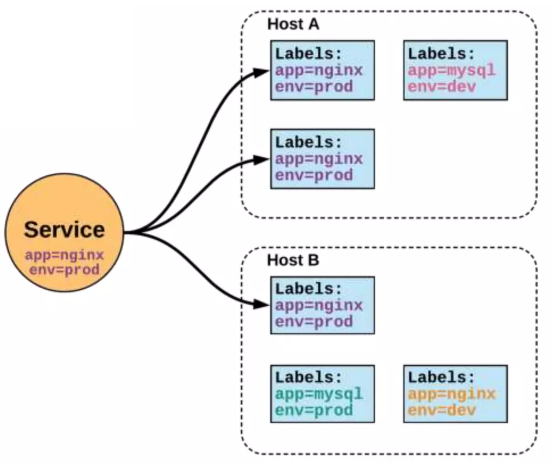 Host A
Labels:
app=nginx
env=prod
Labels:
app=mysql
env=dev
Labels:
app=nginx
env=prod
Service
app=nginx
env=prod
Host B
Labels:
app=nginx
env=prod
Labels:
app=mysql
env=prod
Labels:
app=nginx
env=dev